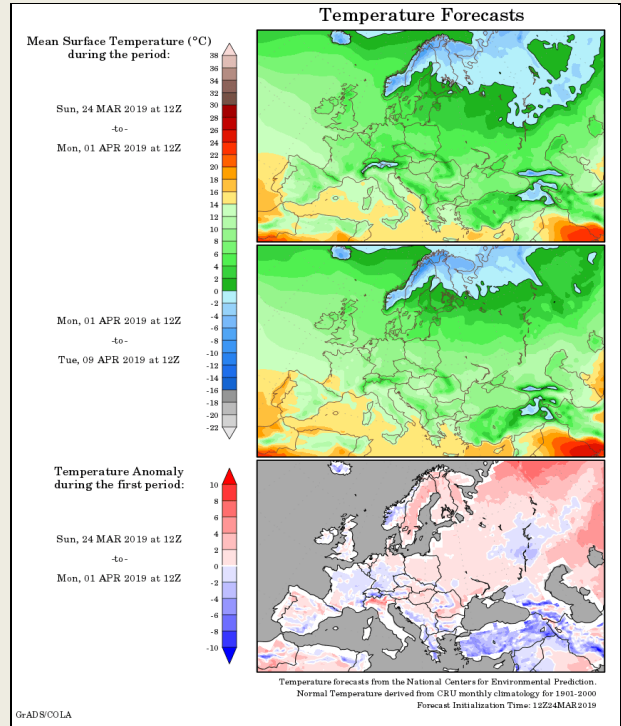 Temperature Forecasts
Mean Surface Temperature (°C)
during the period:
Sun, 24 MAR 2019 at 12Z
-to-
Mon, 01 APR 2019 at 12Z
38
36
34
32
30
28
26
24
22
20
18
16
14
12
10
8
6
4
2
0
-2
-4
-6
-8
-10
-12
-14
-16
-18
-20
-22
Mon, 01 APR 2019 at 12Z
-to-
Tue, 09 APR 2019 at 12Z
Temperature Anomaly
during the first period:
Sun, 24 MAR 2019 at 12Z
-to-
Mon, 01 APR 2019 at 12Z
10
8
6
4
2
0
-2
-4
-6
-8
-10
Temperature forecasts from the National Centers for Environmental Prediction.
Normal Temperature derived from CRU monthly climatology for 1901-2000
Forecast Initialization Time: 12Z24MAR2019
GrADS/COLA